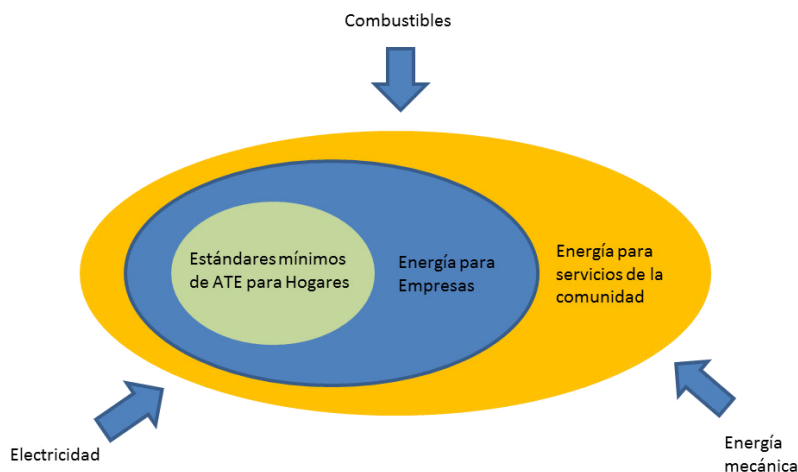 Combustibles
Estándares mínimos
de ATE para Hogares
Energía para
Empresas
Energía para
servicios de la
comunidad
Electricidad
Energía
mecánica